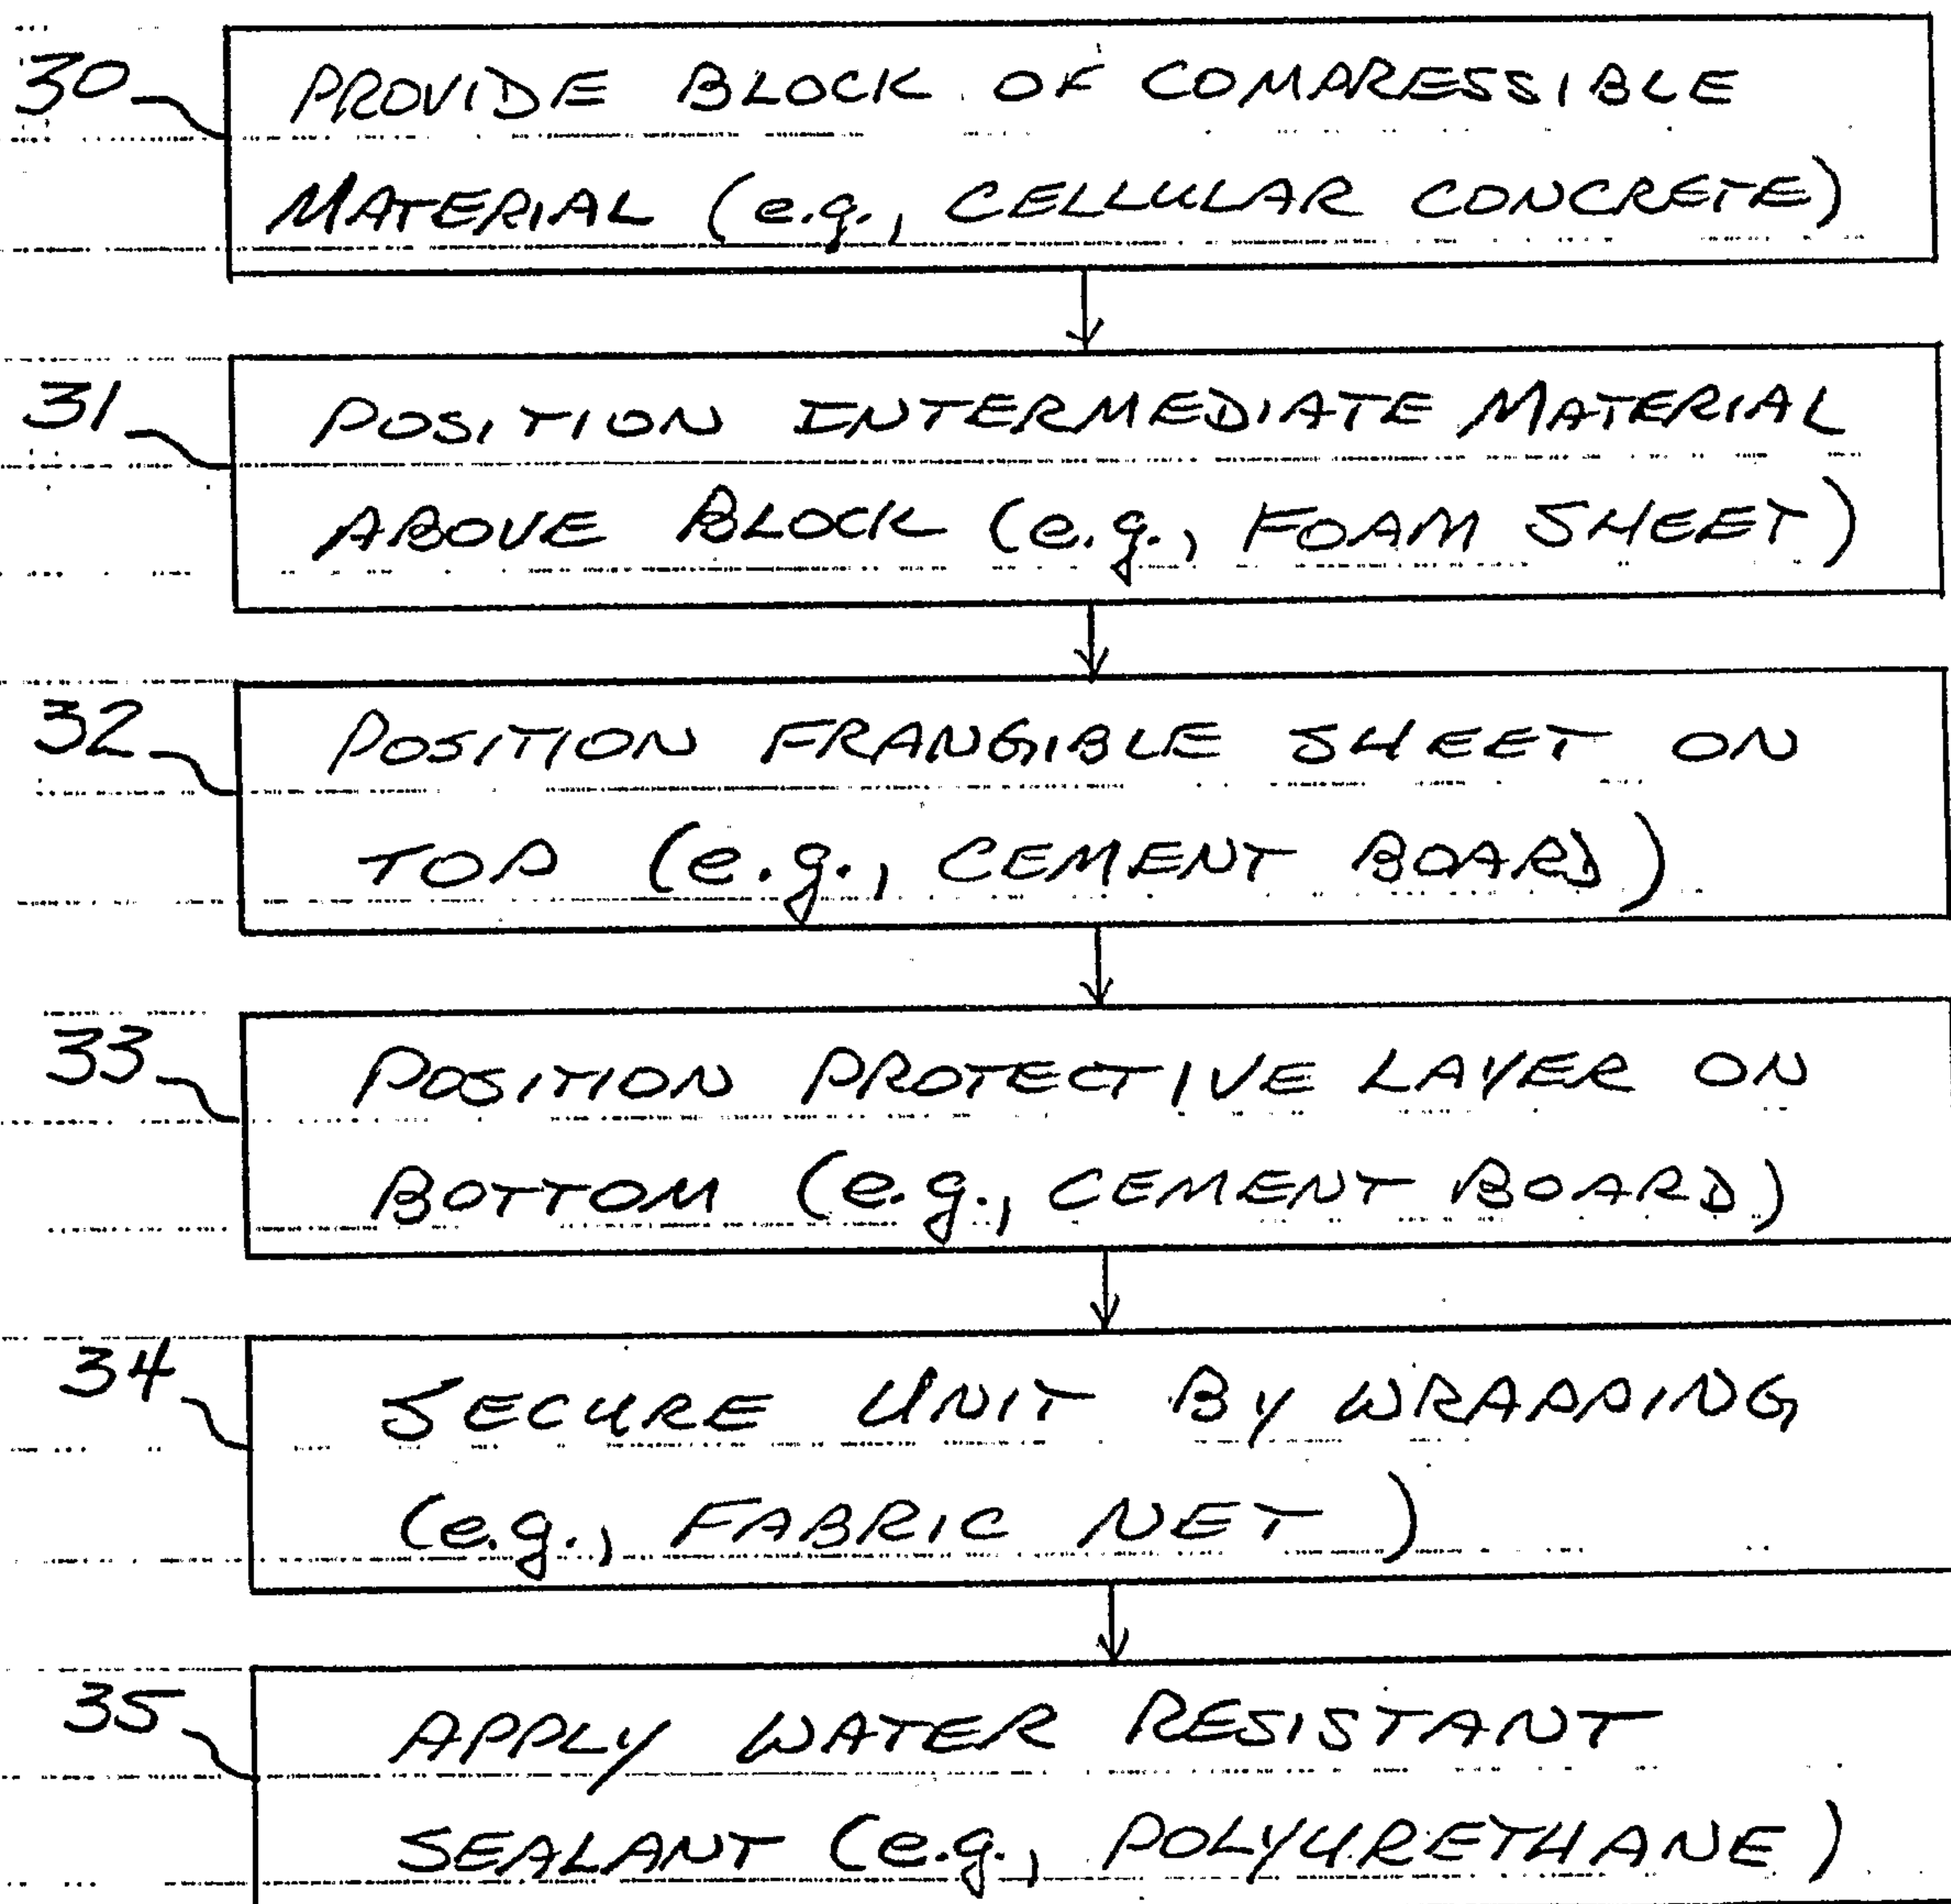 30 PROVIDE BLOCK OF COMPRESSIBLE
MATERIAL (e.g., CELLULAR CONCRETE)
31 POSITION INTERMEDIATE MATERIAL
ABOVE BLOCK (e.g., FOAM SHEET)
32 POSITION FRANGIBLE SHEET ON
TOP (e.g., CEMENT BOARD)
33 POSITION PROTECTIVE LAYER ON
BOTTOM (e.g., CEMENT BOARD)
34 SECURE UNIT BY WRAPPING
(e.g., FABRIC NET)
35 APPLY WATER RESISTANT
SEALANT (e.g., POLYURETHANE)